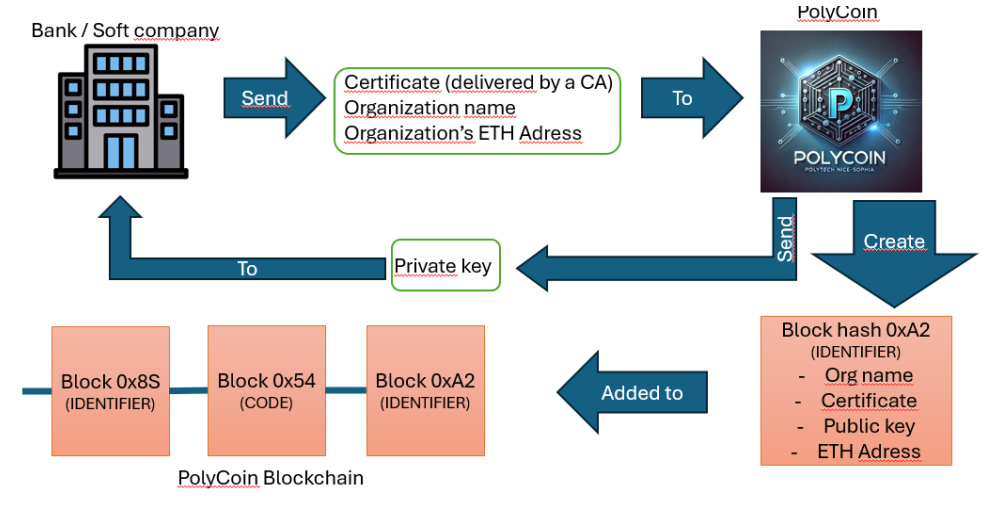 Bank / Soft company
PolyCoin
Send
Certificate (delivered by a CA)
Organization name
Organization's ETH Adress
To
POLYCOIN
POLYTECH NICE-SOPHIA
Send
Create
Private key
To
Block hash 0xA2
(IDENTIFIER)
- Org name
- Certificate
- Public key
- ETH Adress
Added to
Block 0x8S
(IDENTIFIER)
Block 0x54
(CODE)
Block 0xA2
(IDENTIFIER)
PolyCoin Blockchain